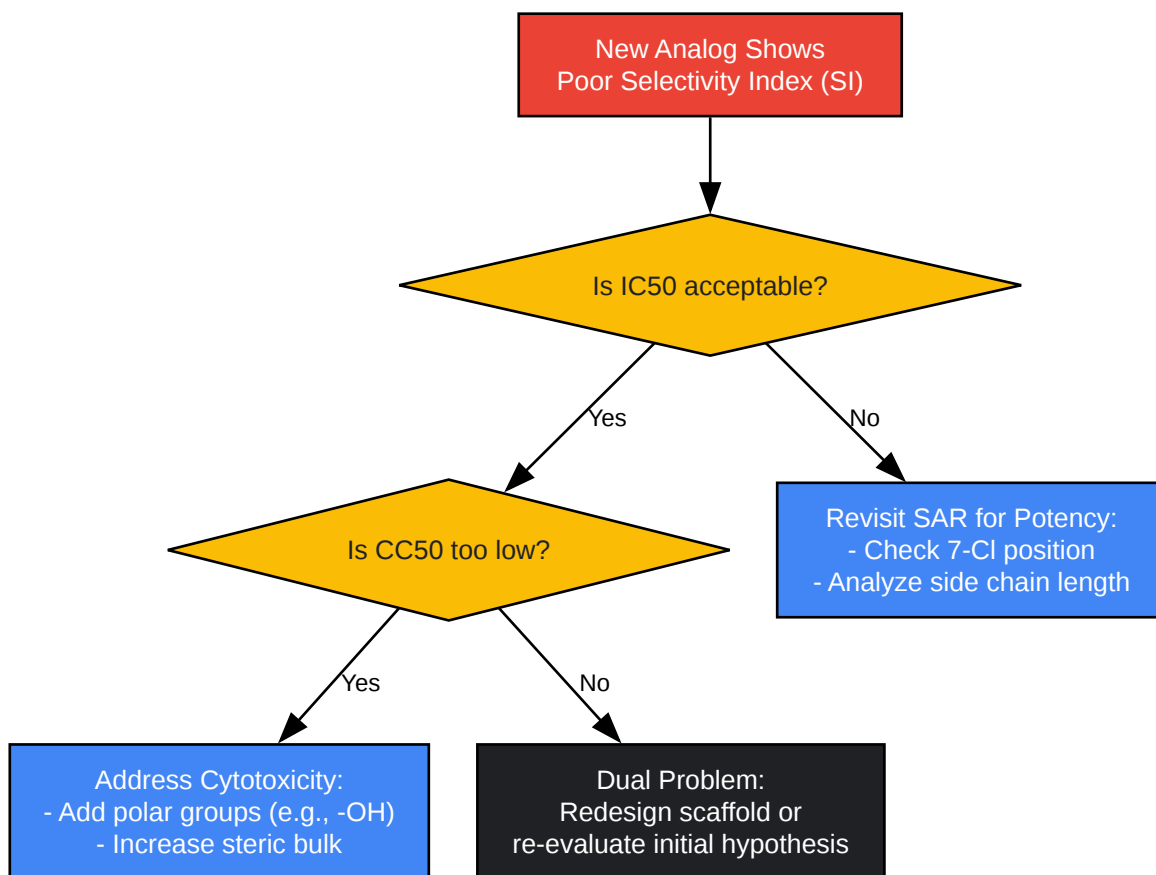 New Analog Shows
Poor Selectivity Index (SI)
Is IC50 acceptable?
Yes
No
Is CC50 too low?
Revisit SAR for Potency:
- Check 7-Cl position
- Analyze side chain length
Yes
No
Address Cytotoxicity:
- Add polar groups (e.g., -OH)
- Increase steric bulk
Dual Problem:
Redesign scaffold or
re-evaluate initial hypothesis